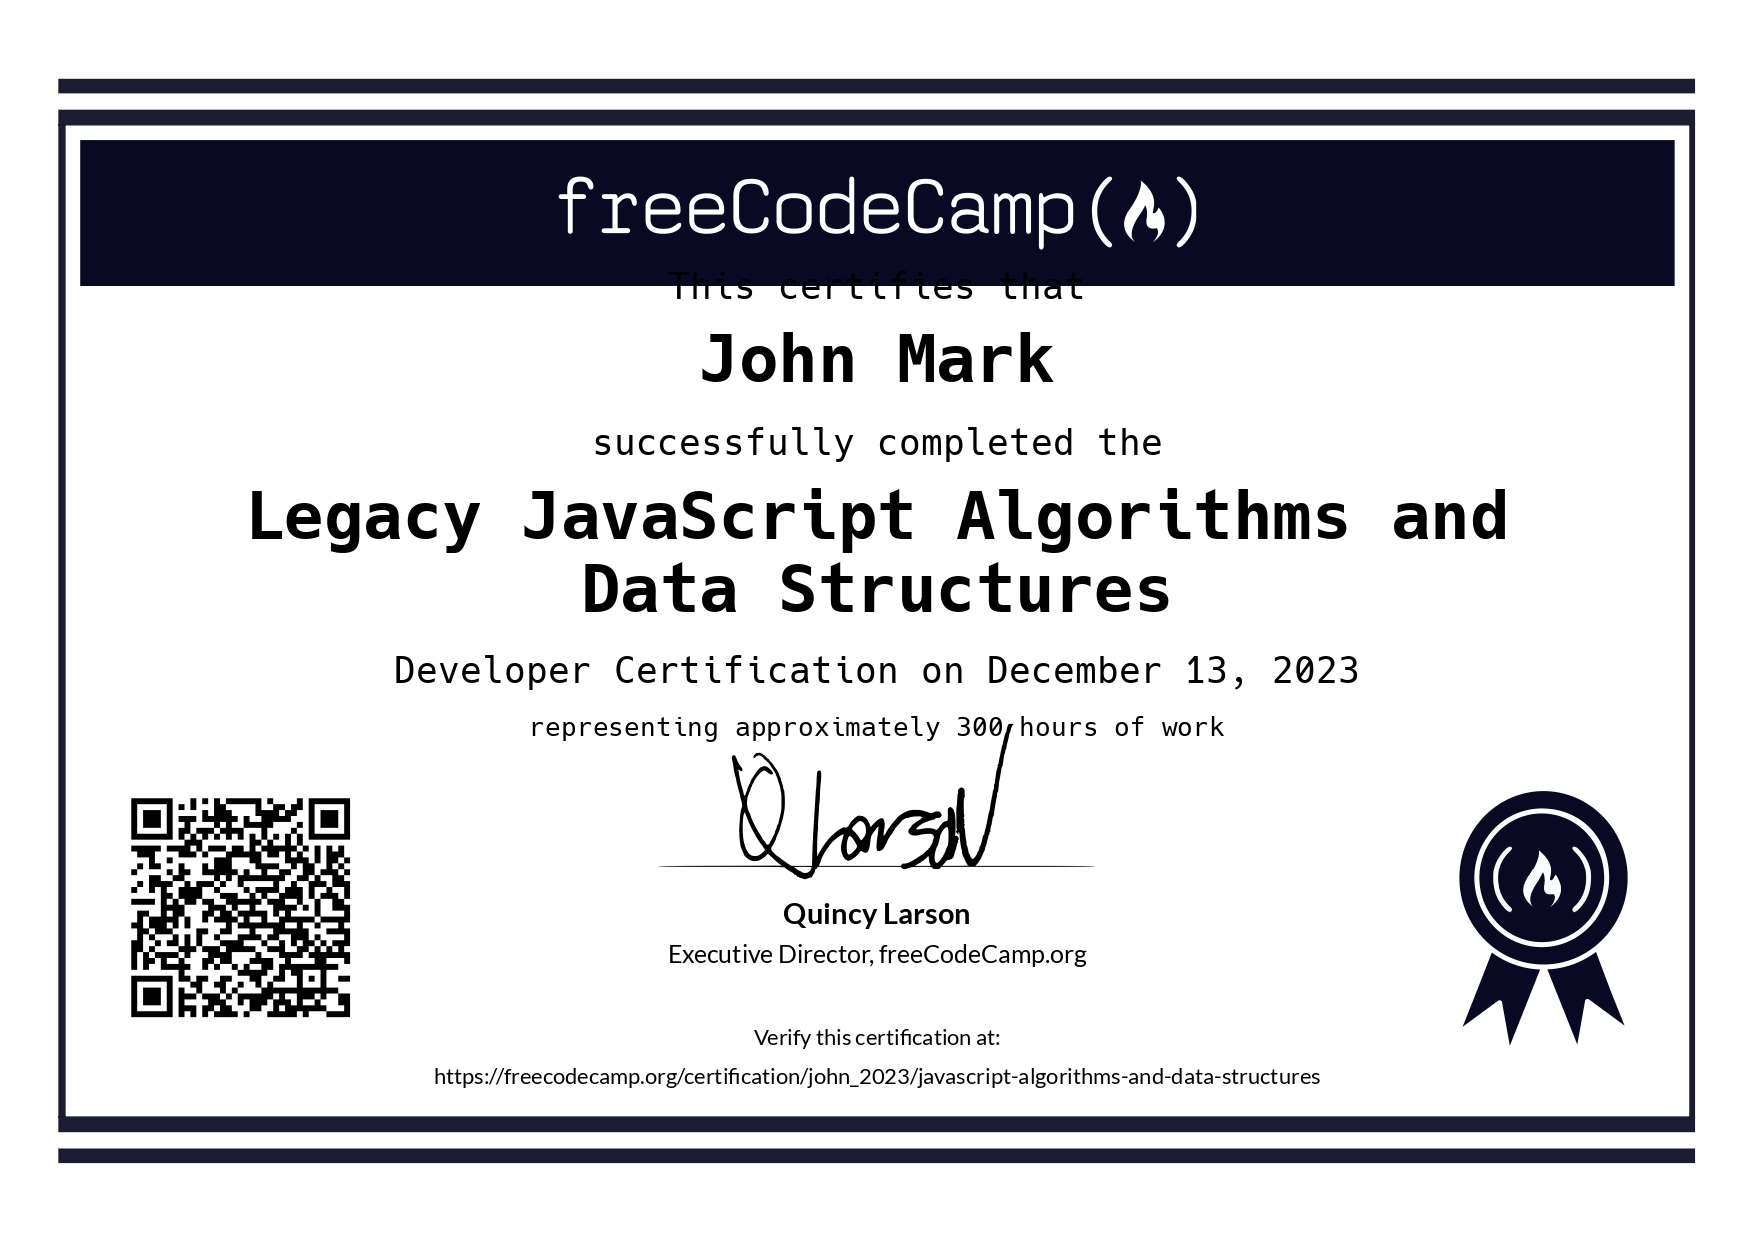 freeCodeCamp
This certifies that
John Mark
successfully completed the
Legacy JavaScript Algorithms and
Data Structures
Developer Certification on December 13, 2023
representing approximately 300 hours of work
Q Larson
Quincy Larson
Executive Director, freeCodeCamp.org
Verify this certification at:
https://freecodecamp.org/certification/john_2023/javascript-algorithms-and-data-structures